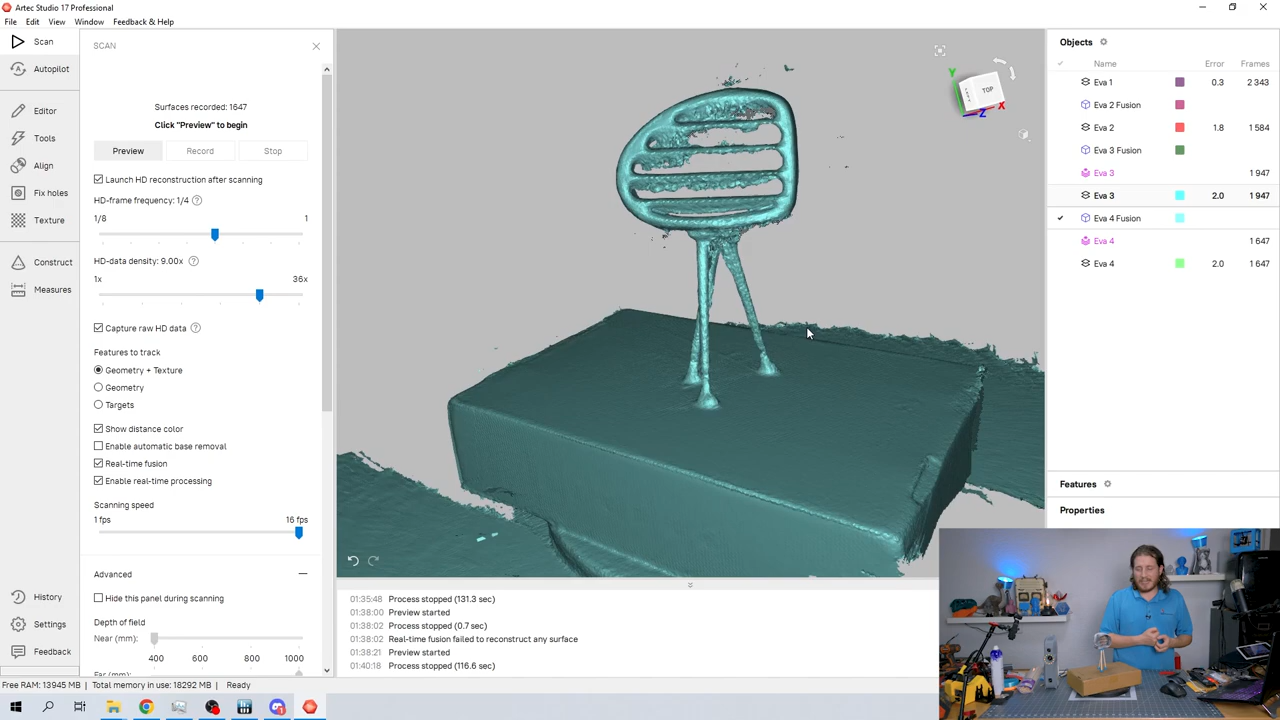 Artec Studio 17 Professional
File Edit View Window Feedback & Help
Scan
Autopilot
Editor
Tools
Align
Fix holes
Texture
Construct
Measures
History
Settings
Feedback
SCAN
Surfaces recorded: 1647
Click "Preview" to begin
Preview Record Stop
Launch HD reconstruction after scanning
HD-frame frequency: 1/4 ?
1/8 1
HD-data density: 9.00x ?
1x 36x
Capture raw HD data ?
Features to track
Geometry + Texture
Geometry
Targets
Show distance color
Enable automatic base removal
Real-time fusion
Enable real-time processing
Scanning speed
1 fps 16 fps
Advanced
Hide this panel during scanning
Depth of field
Near (mm):
400 600 800 1000
Y
TOP
X
Z
01:35:48 Process stopped (131.3 sec)
01:38:00 Preview started
01:38:02 Process stopped (0.7 sec)
01:38:02 Real-time fusion failed to reconstruct any surface
01:38:21 Preview started
01:40:18 Process stopped (116.6 sec)
Objects
Name Error Frames
Eva 1 0.3 2 343
Eva 2 Fusion
Eva 2 1.8 1 584
Eva 3 Fusion
Eva 3 1 947
Eva 3 2.0 1 947
Eva 4 Fusion
Eva 4 1 647
Eva 4 2.0 1 647
Features
Properties
Free RAM: 13945 MB | Total memory in use: 18292 MB | Ready